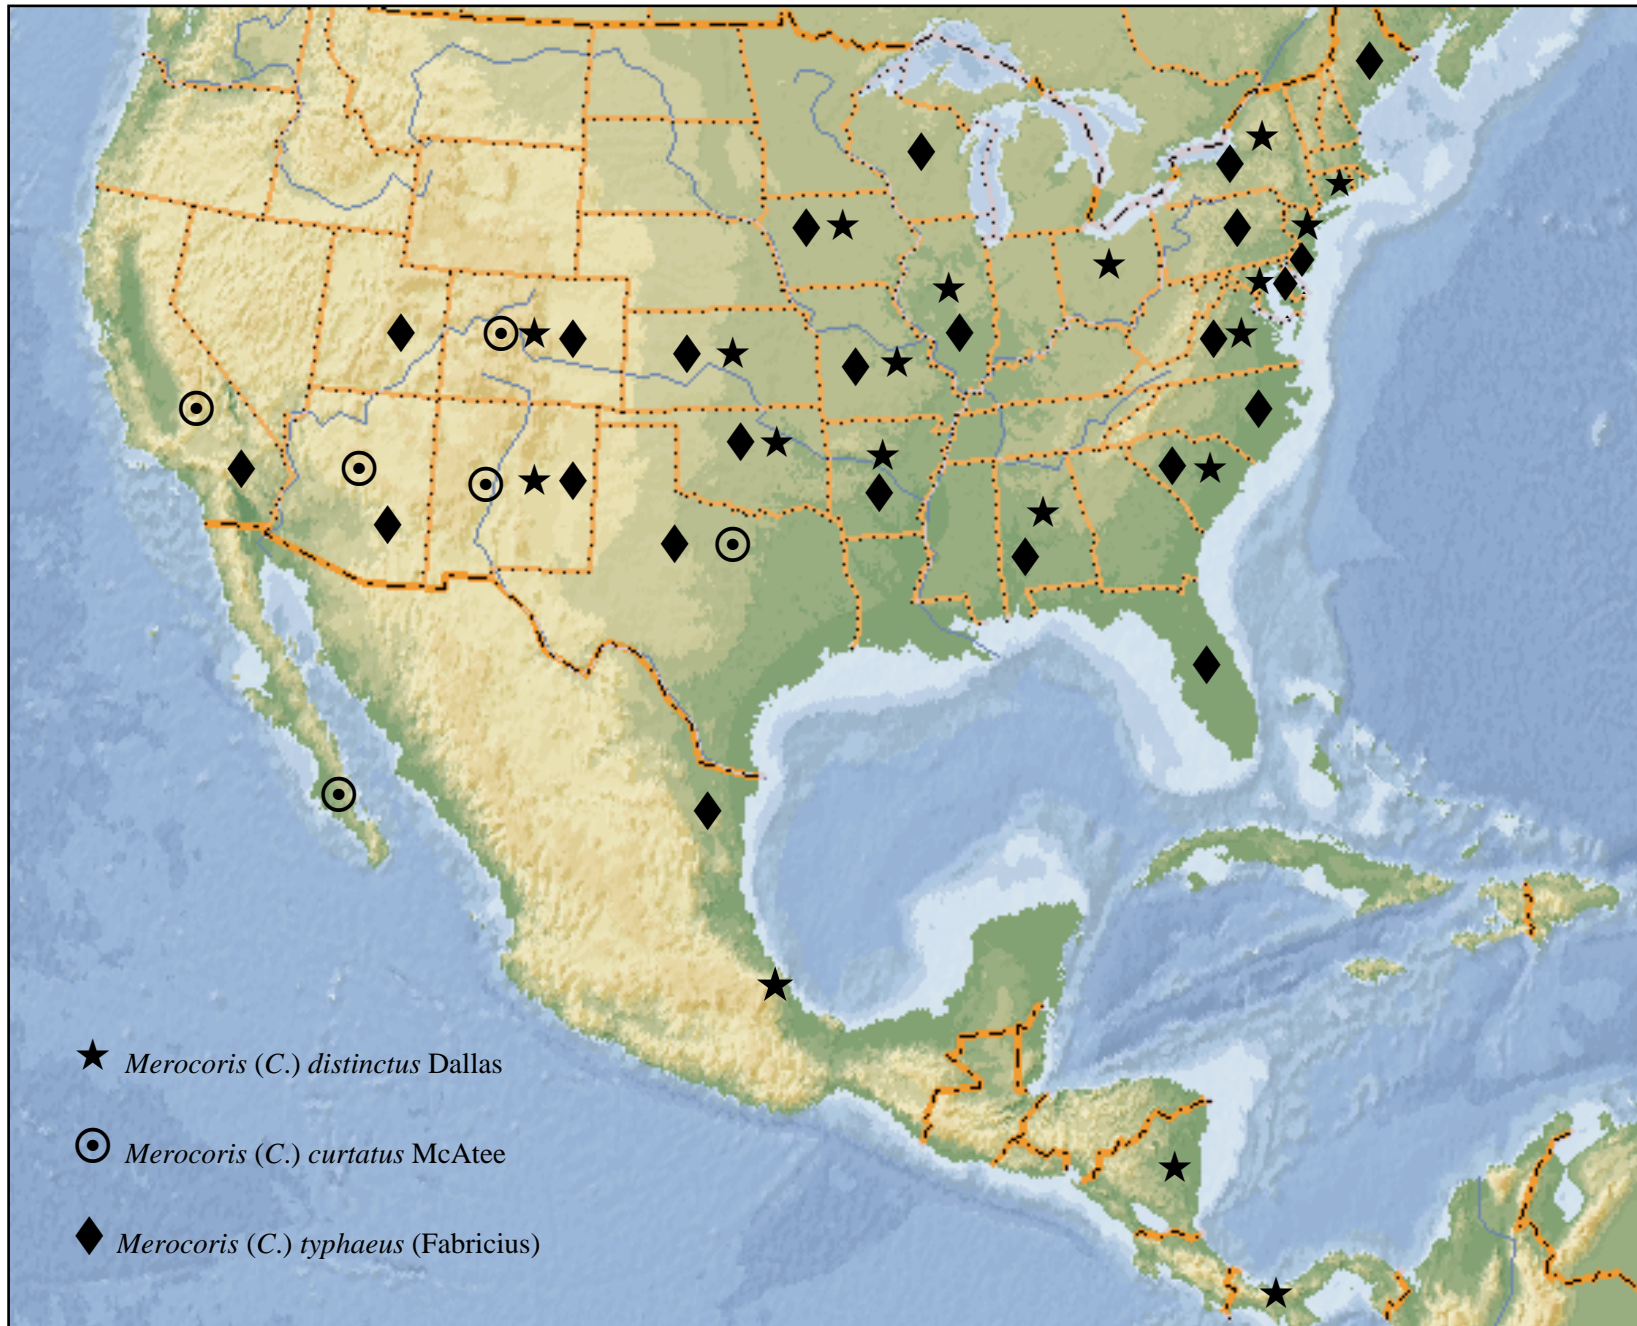 Merocoris (C.) distinctus Dallas
Merocoris (C.) curtatus McAtee
Merocoris (C.) typhaeus (Fabricius)